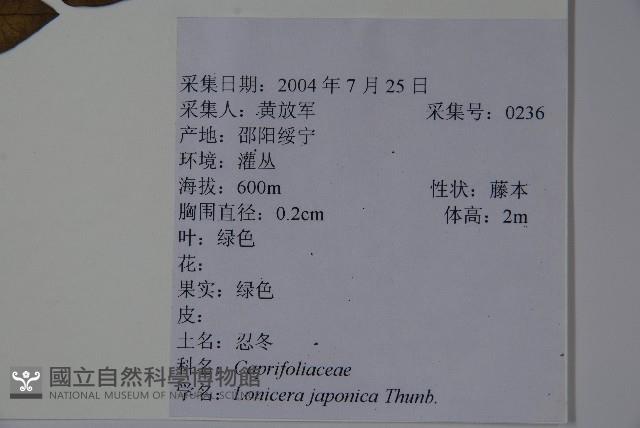 采集日期：2004 年 7 月 25 日
采集人：黄放军 采集号：0236
产地：邵阳绥宁
环境：灌丛
海拔：600m 性状：藤本
胸围直径：0.2cm 体高：2m
叶：绿色
花：
果实：绿色
皮：
土名：忍冬
科名：Caprifoliaceae
学名：Lonicera japonica Thunb.
國立自然科學博物館
NATIONAL MUSEUM OF NATURAL SCIENCE